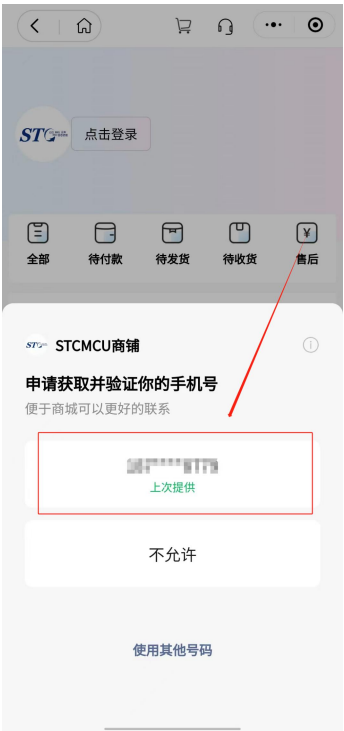 STC
点击登录
全部 待付款 待发货 待收货 售后
STC STCMCU商铺
申请获取并验证你的手机号
便于商城可以更好的联系
上次提供
不允许
使用其他号码